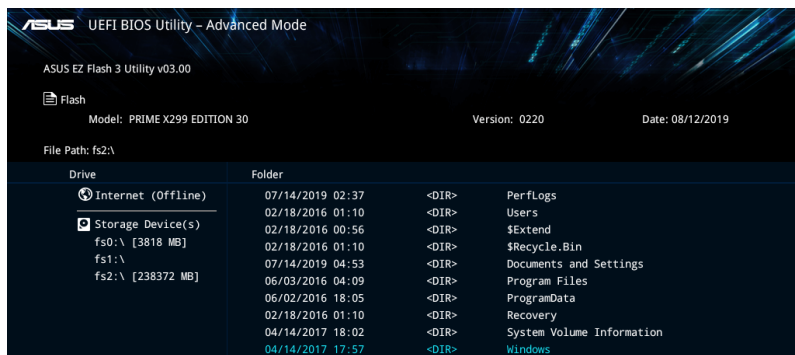 ASUS UEFI BIOS Utility – Advanced Mode
ASUS EZ Flash 3 Utility v03.00
Flash
Model: PRIME X299 EDITION 30 Version: 0220 Date: 08/12/2019
File Path: fs2:\
Drive Folder
Internet (Offline) 07/14/2019 02:37 <DIR> PerfLogs
02/18/2016 01:10 <DIR> Users
Storage Device(s) 02/18/2016 00:56 <DIR> $Extend
fs0:\ [3818 MB] 02/18/2016 01:10 <DIR> $Recycle.Bin
fs1:\ 07/14/2019 04:53 <DIR> Documents and Settings
fs2:\ [238372 MB] 06/03/2016 04:09 <DIR> Program Files
06/02/2016 18:05 <DIR> ProgramData
02/18/2016 01:10 <DIR> Recovery
04/14/2017 18:02 <DIR> System Volume Information
04/14/2017 17:57 <DIR> Windows